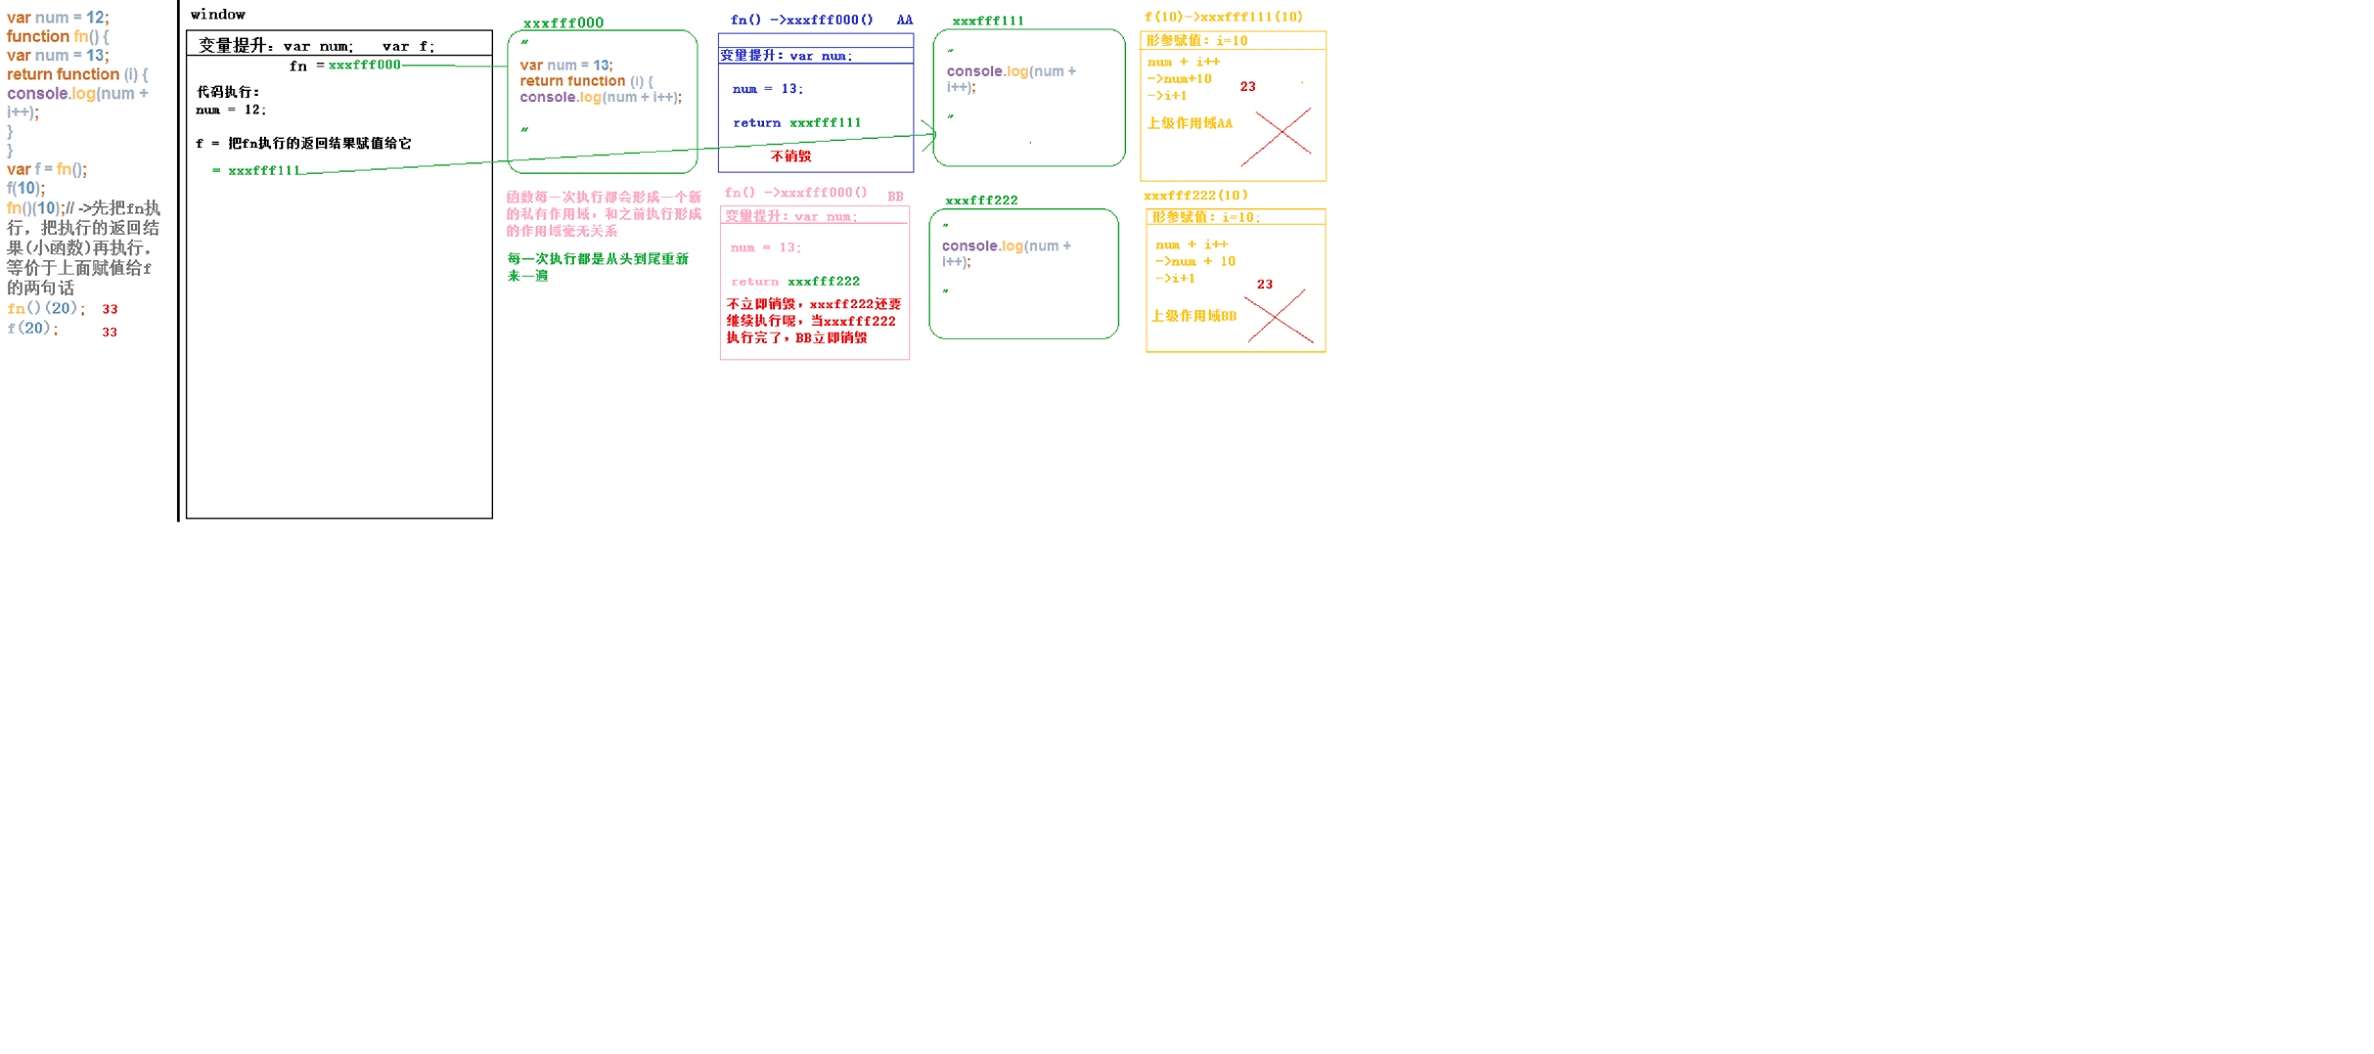 var num = 12;
function fn() {
var num = 13;
return function (i) {
console.log(num +
i++);
}
}
var f = fn();
f(10);
fn()(10);// ->先把fn执
行，把执行的返回结
果(小函数)再执行，
等价于上面赋值给f
的两句话
fn()(20); 33
f(20); 33
window
变量提升：var num; var f;
fn = xxxfff000
代码执行：
num = 12;
f = 把fn执行的返回结果赋值给它
= xxxfff111
xxxfff000
"
var num = 13;
return function (i) {
console.log(num + i++);
"
函数每一次执行都会形成一个新
的私有作用域，和之前执行形成
的作用域毫无关系
每一次执行都是从头到尾重新
来一遍
fn() ->xxxfff000() AA
变量提升：var num;
num = 13;
return xxxfff111
不销毁
fn() ->xxxfff000() BB
变量提升：var num;
num = 13;
return xxxfff222
不立即销毁，xxxff222还要
继续执行呢，当xxxfff222
执行完了，BB立即销毁
xxxfff111
"
console.log(num +
i++);
"
xxxfff222
"
console.log(num +
i++);
"
f(10)->xxxfff111(10)
形参赋值：i=10
num + i++
->num+10
->i+1
23
上级作用域AA
xxxfff222(10)
形参赋值：i=10;
num + i++
->num + 10
->i+1
23
上级作用域BB